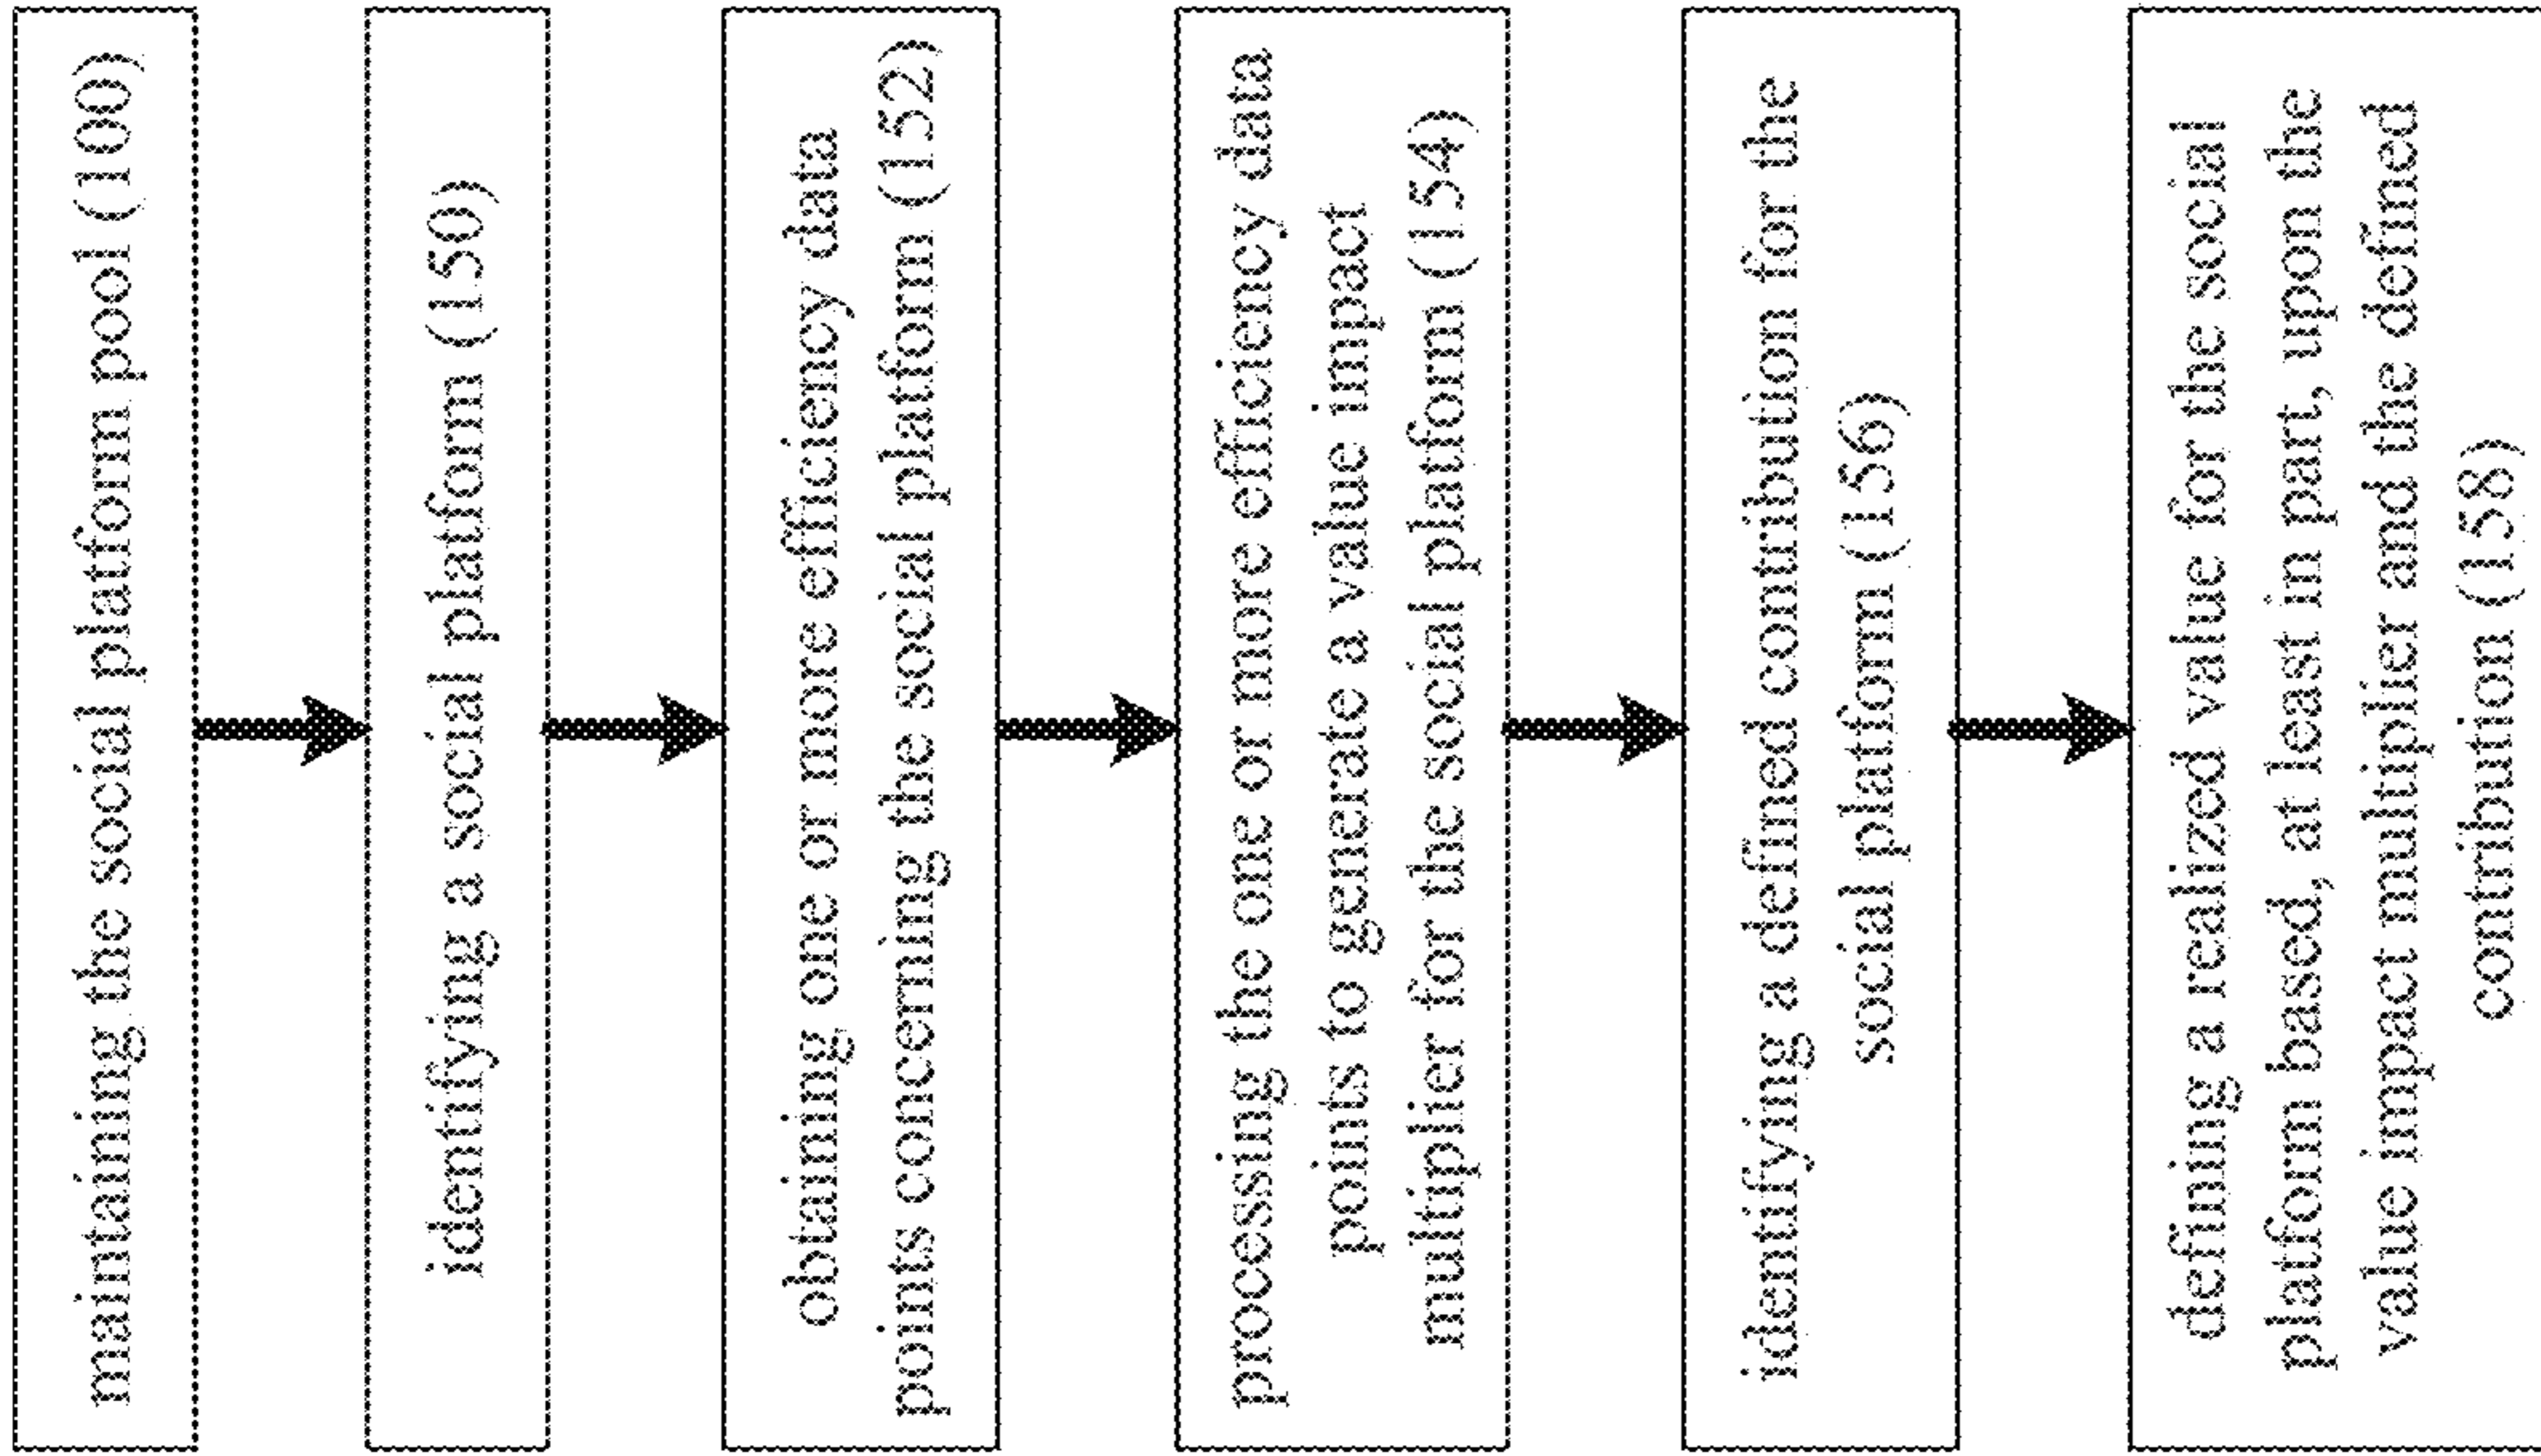 maintaining the social platform pool (100)
identifying a social platform (150)
obtaining one or more efficiency data
points concerning the social platform (152)
processing the one or more efficiency data
points to generate a value impact
multiplier for the social platform (154)
identifying a defined contribution for the
social platform (156)
defining a realized value for the social
platform based, at least in part, upon the
value impact multiplier and the defined
contribution (158)